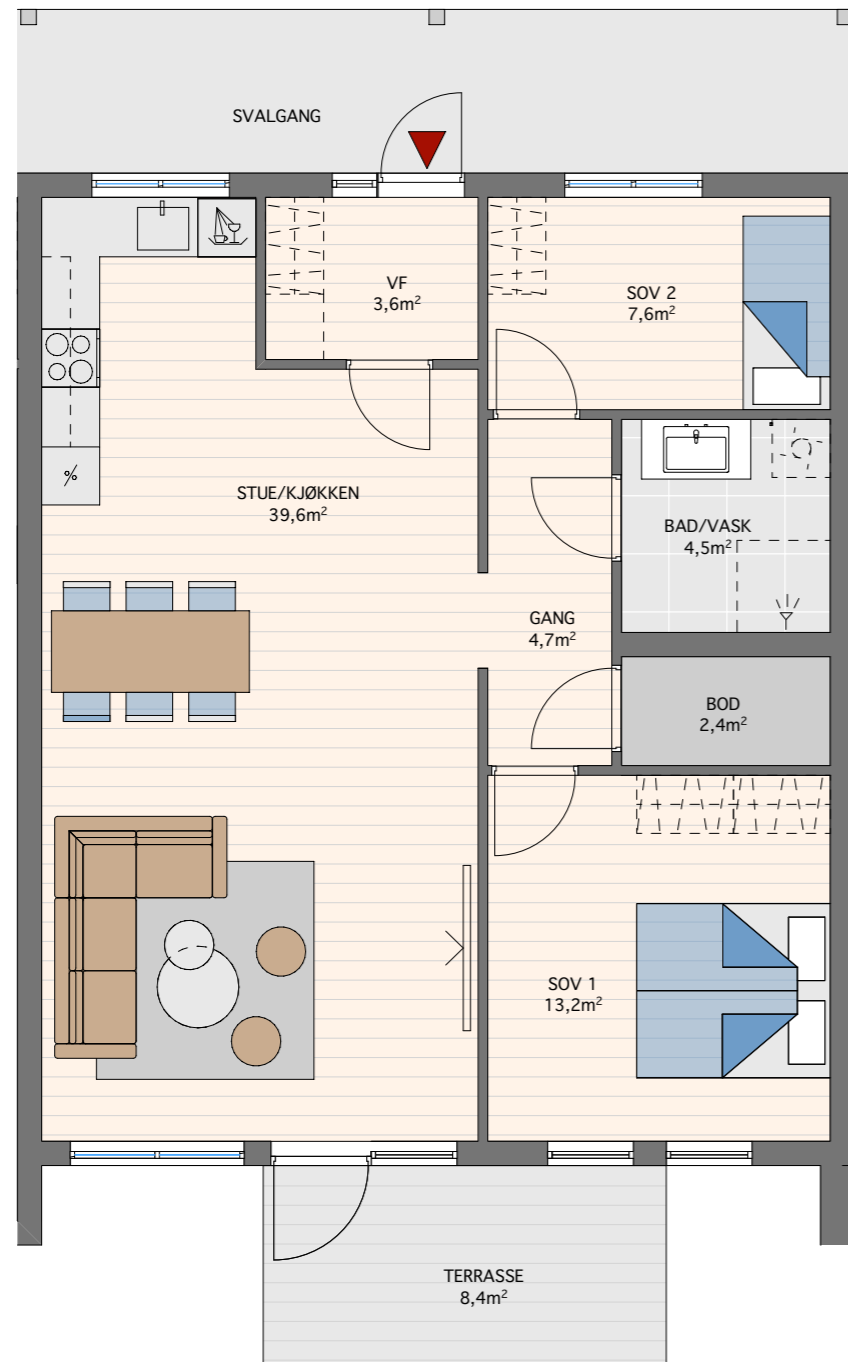 SVALGANG
VF
3,6m²
SOV 2
7,6m²
STUE/KJØKKEN
39,6m²
BAD/VASK
4,5m²
GANG
4,7m²
BOD
2,4m²
SOV 1
13,2m²
TERRASSE
8,4m²
%